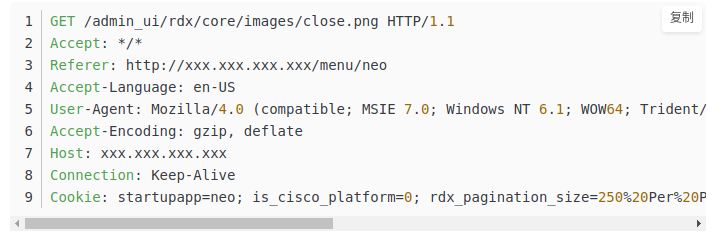 复制
1 GET /admin_ui/rdx/core/images/close.png HTTP/1.1
2 Accept: */*
3 Referer: http://xxx.xxx.xxx.xxx/menu/neo
4 Accept-Language: en-US
5 User-Agent: Mozilla/4.0 (compatible; MSIE 7.0; Windows NT 6.1; WOW64; Trident/
6 Accept-Encoding: gzip, deflate
7 Host: xxx.xxx.xxx.xxx
8 Connection: Keep-Alive
9 Cookie: startupapp=neo; is_cisco_platform=0; rdx_pagination_size=250%20Per%20P